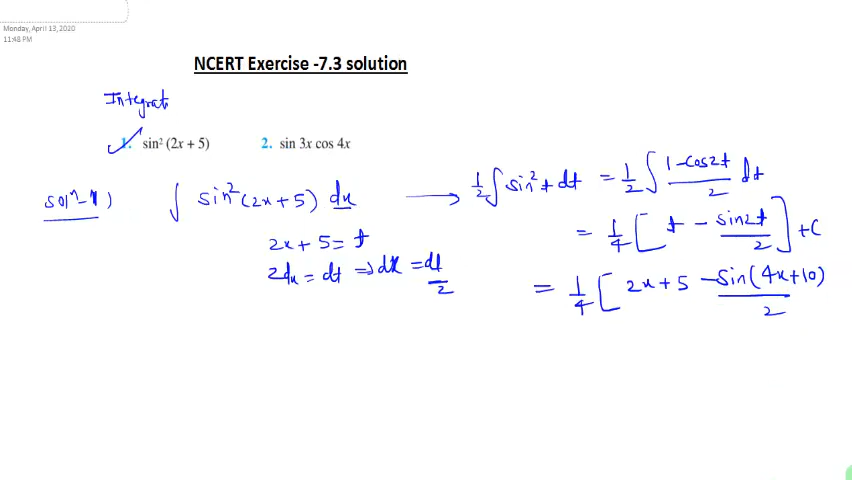 Monday, April 13, 2020
11:48 PM
NCERT Exercise -7.3 solution
Integrat
1. sin² (2x + 5) 2. sin 3x cos 4x
Solⁿ-1) ∫ sin²(2x+5) dx ⟶ 1/2 ∫ sin² t dt = 1/2 ∫ (1-cos2t)/2 dt
2x + 5 = t
= 1/4 [ t - sin2t/2 ] + C
2dx = dt ⇒ dx = dt/2
= 1/4 [ 2x + 5 - sin(4x+10)/2